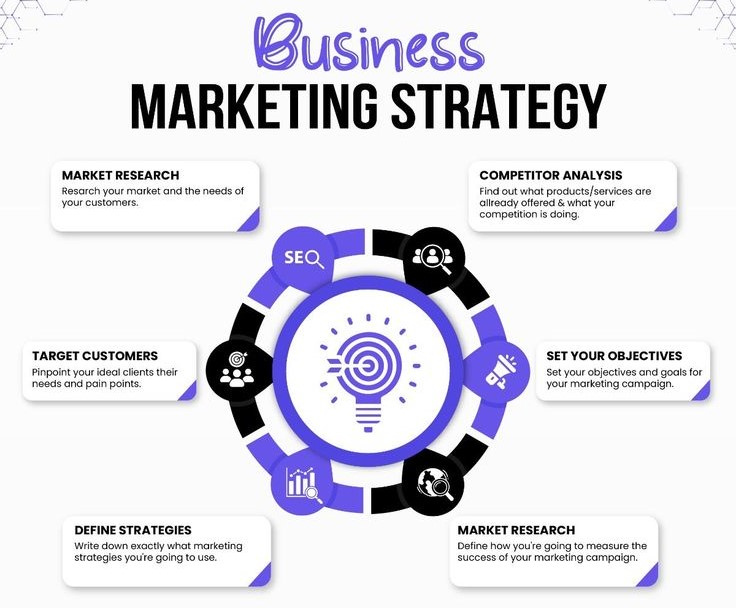 Business
MARKETING STRATEGY
MARKET RESEARCH
Resarch your market and the needs of
your customers.
COMPETITOR ANALYSIS
Find out what products/services are
allready offered & what your
competition is doing.
SEO
TARGET CUSTOMERS
Pinpoint your ideal clients their
needs and pain points.
SET YOUR OBJECTIVES
Set your objectives and goals for
your marketing campaign.
DEFINE STRATEGIES
Write down exactly what marketing
strategies you're going to use.
MARKET RESEARCH
Define how you're going to measure the
success of your marketing campaign.